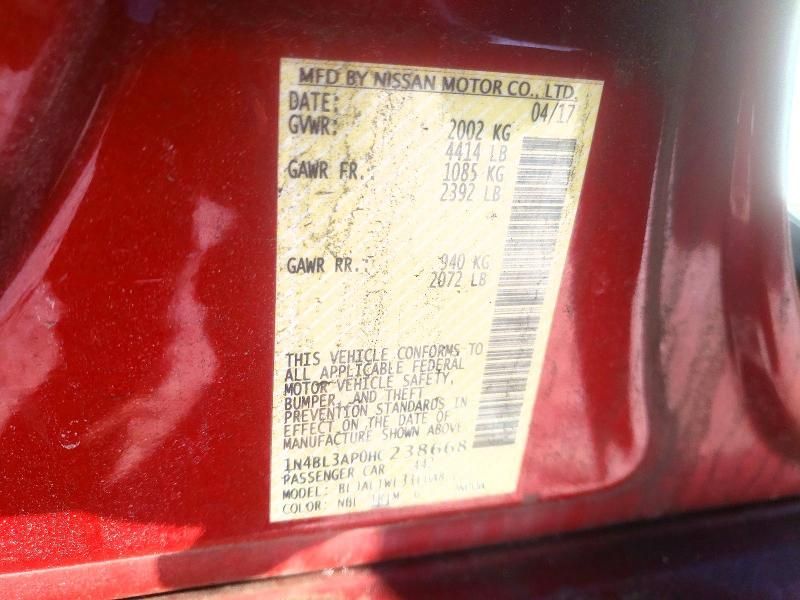 MFD BY NISSAN MOTOR CO., LTD.
DATE: 04/17
GVWR: 2002 KG
4414 LB
GAWR FR.: 1085 KG
2392 LB
GAWR RR.: 940 KG
2072 LB
THIS VEHICLE CONFORMS TO
ALL APPLICABLE FEDERAL
MOTOR VEHICLE SAFETY,
BUMPER, AND THEFT
PREVENTION STANDARDS IN
EFFECT ON THE DATE OF
MANUFACTURE SHOWN ABOVE
1N4BL3AP0HC238668
PASSENGER CAR
MODEL:
COLOR: NBF